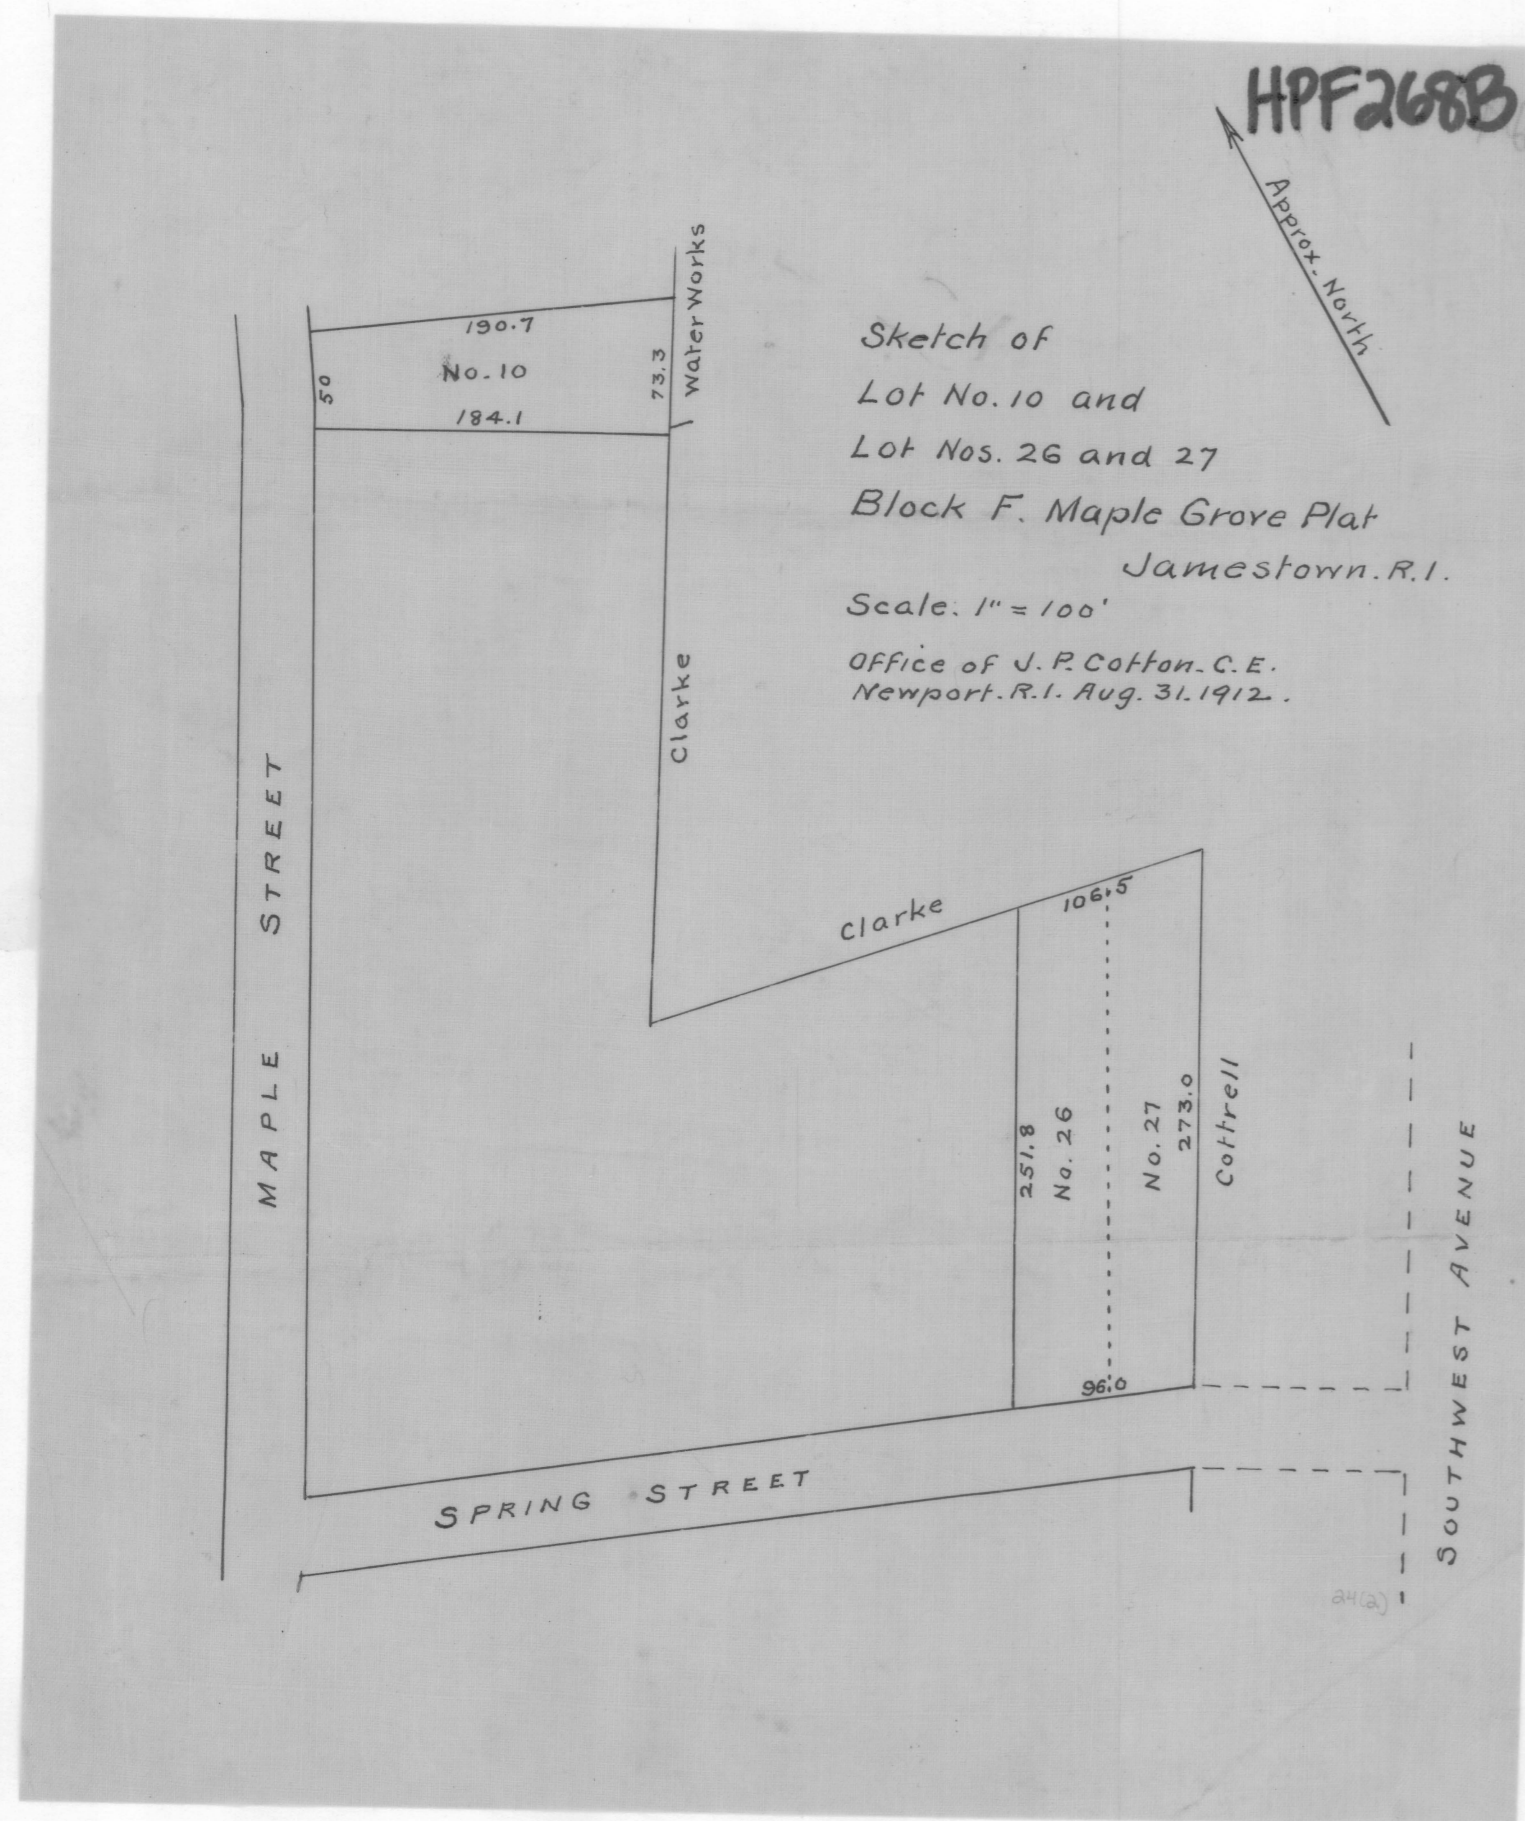 HPF268B
Approx. North
Water Works
190.7
No. 10
50
73.3
184.1
Sketch of
Lot No. 10 and
Lot Nos. 26 and 27
Block F. Maple Grove Plat
Jamestown. R.I.
Scale. 1" = 100'
Office of J. P. Cotton. C.E.
Newport. R.I. Aug. 31. 1912.
Clarke
MAPLE STREET
Clarke
106.5
251.8
No. 26
No. 27
273.0
Cottrell
96.0
SOUTHWEST AVENUE
SPRING STREET
24(2)